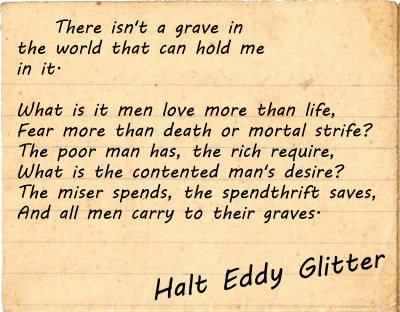 There isn't a grave in
the world that can hold me
in it.
What is it men love more than life,
Fear more than death or mortal strife?
The poor man has, the rich require,
What is the contented man's desire?
The miser spends, the spendthrift saves,
And all men carry to their graves.
Halt Eddy Glitter